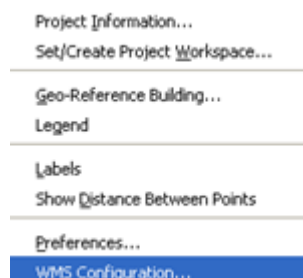 Project Information...
Set/Create Project Workspace...
Geo-Reference Building...
Legend
Labels
Show Distance Between Points
Preferences...
WMS Configuration...